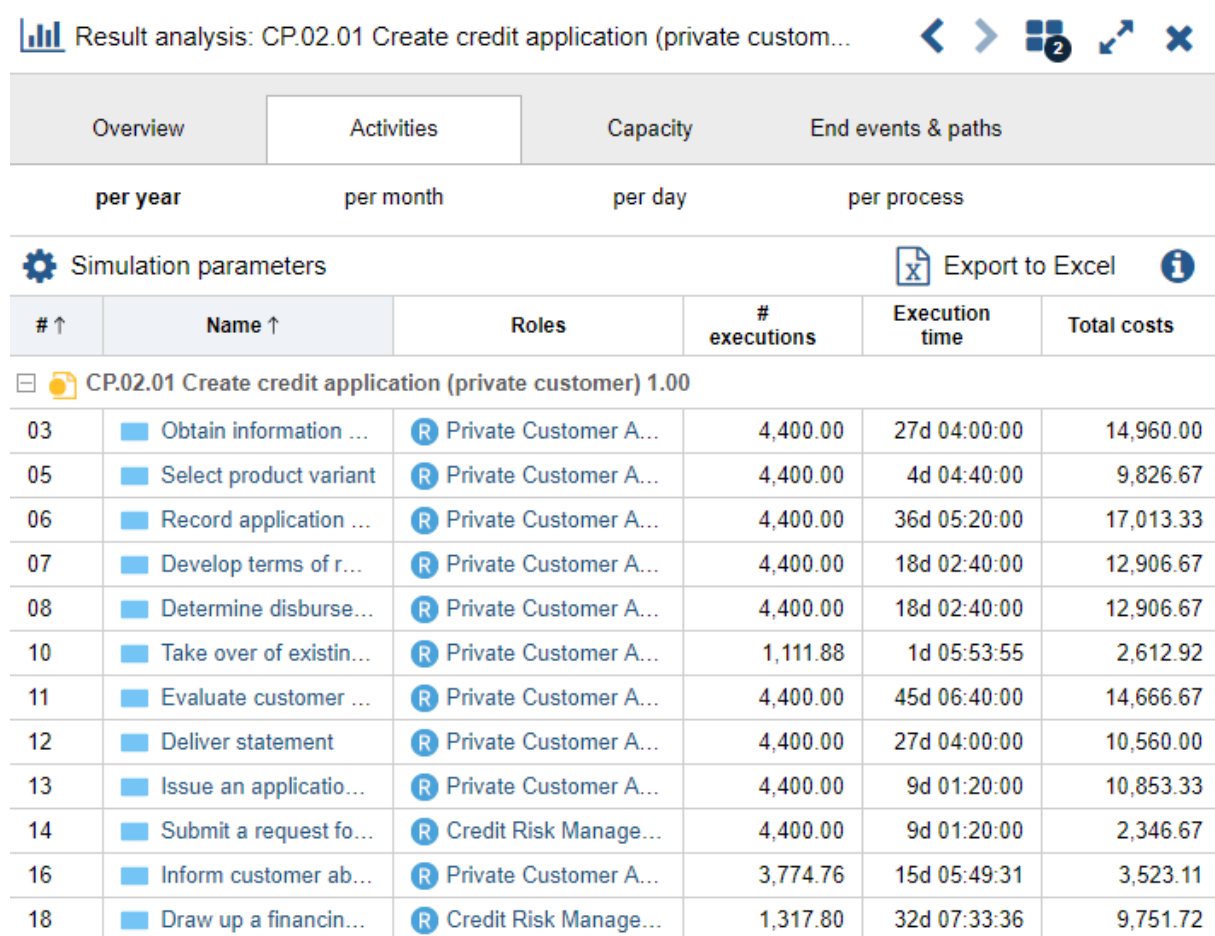 Result analysis: CP.02.01 Create credit application (private custom...
2
Overview Activities Capacity End events & paths
per year per month per day per process
Simulation parameters Export to Excel
# ↑ Name ↑ Roles # executions Execution time Total costs
CP.02.01 Create credit application (private customer) 1.00
03 Obtain information ... R Private Customer A... 4,400.00 27d 04:00:00 14,960.00
05 Select product variant R Private Customer A... 4,400.00 4d 04:40:00 9,826.67
06 Record application ... R Private Customer A... 4,400.00 36d 05:20:00 17,013.33
07 Develop terms of r... R Private Customer A... 4,400.00 18d 02:40:00 12,906.67
08 Determine disburse... R Private Customer A... 4,400.00 18d 02:40:00 12,906.67
10 Take over of existin... R Private Customer A... 1,111.88 1d 05:53:55 2,612.92
11 Evaluate customer ... R Private Customer A... 4,400.00 45d 06:40:00 14,666.67
12 Deliver statement R Private Customer A... 4,400.00 27d 04:00:00 10,560.00
13 Issue an applicatio... R Private Customer A... 4,400.00 9d 01:20:00 10,853.33
14 Submit a request fo... R Credit Risk Manage... 4,400.00 9d 01:20:00 2,346.67
16 Inform customer ab... R Private Customer A... 3,774.76 15d 05:49:31 3,523.11
18 Draw up a financin... R Credit Risk Manage... 1,317.80 32d 07:33:36 9,751.72